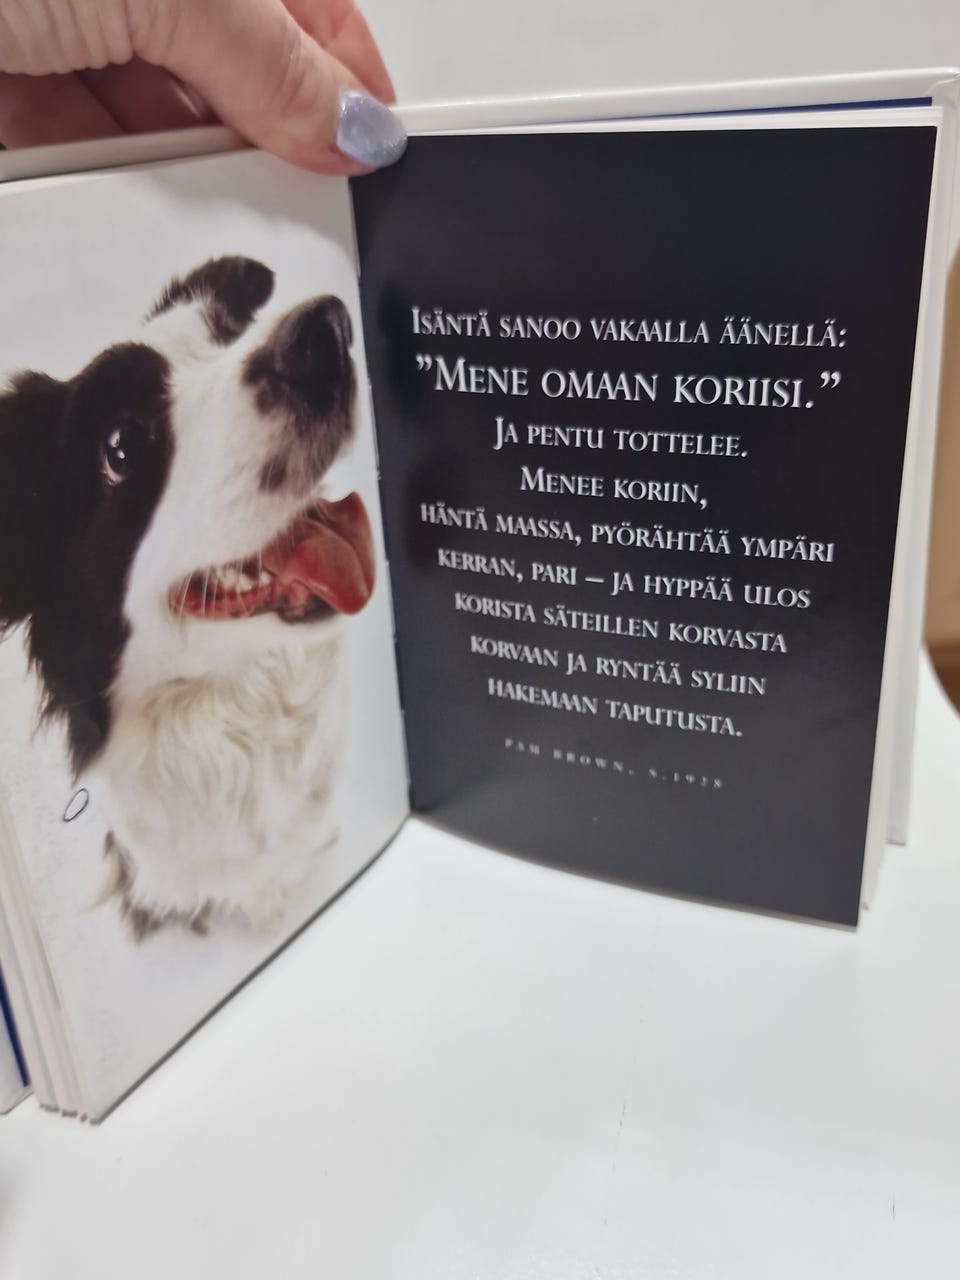 Isäntä sanoo vakaalla äänellä:
”Mene omaan koriisi.”
Ja pentu tottelee.
Menee koriin,
häntä maassa, pyörähtää ympäri
kerran, pari – ja hyppää ulos
korista säteillen korvasta
korvaan ja ryntää syliin
hakemaan taputusta.
PAM BROWN, S.1928